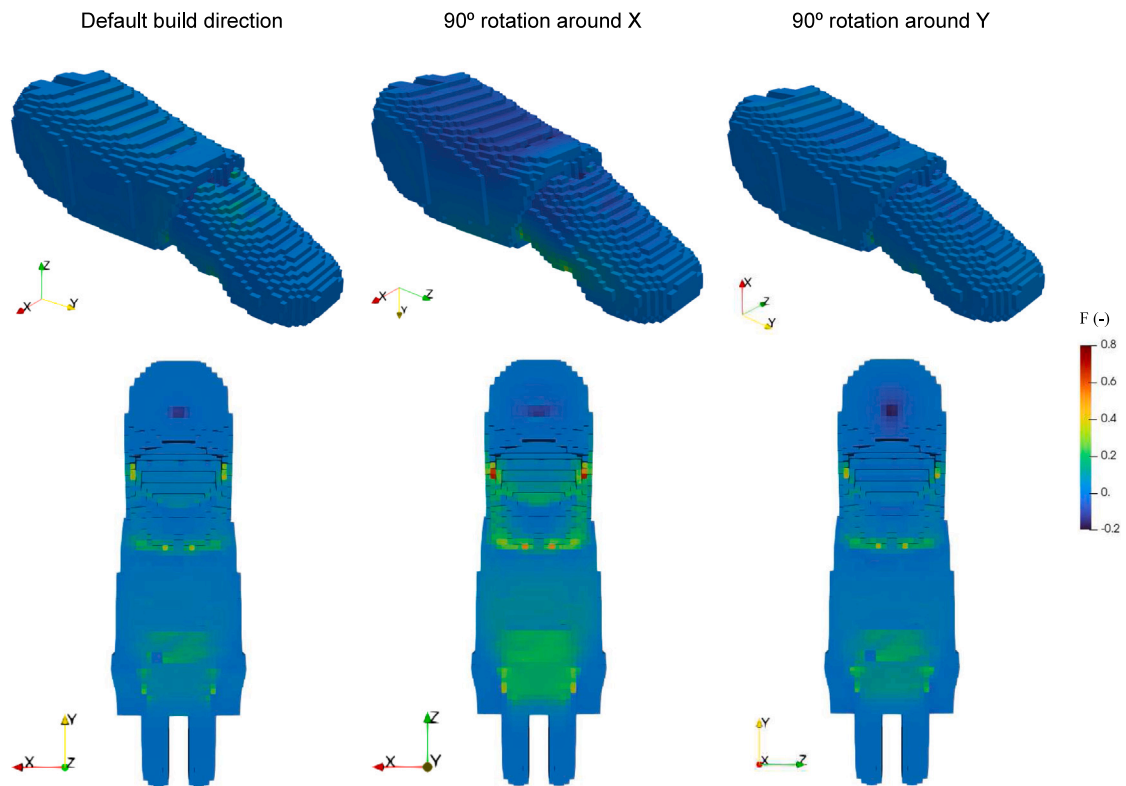 Default build direction
90º rotation around X
90º rotation around Y
Z
X
Y
X
Z
Y
X
Z
Y
F (-)
0.8
0.6
0.4
0.2
0.
-0.2
Y
X
Z
Z
X
Y
Y
X
Z